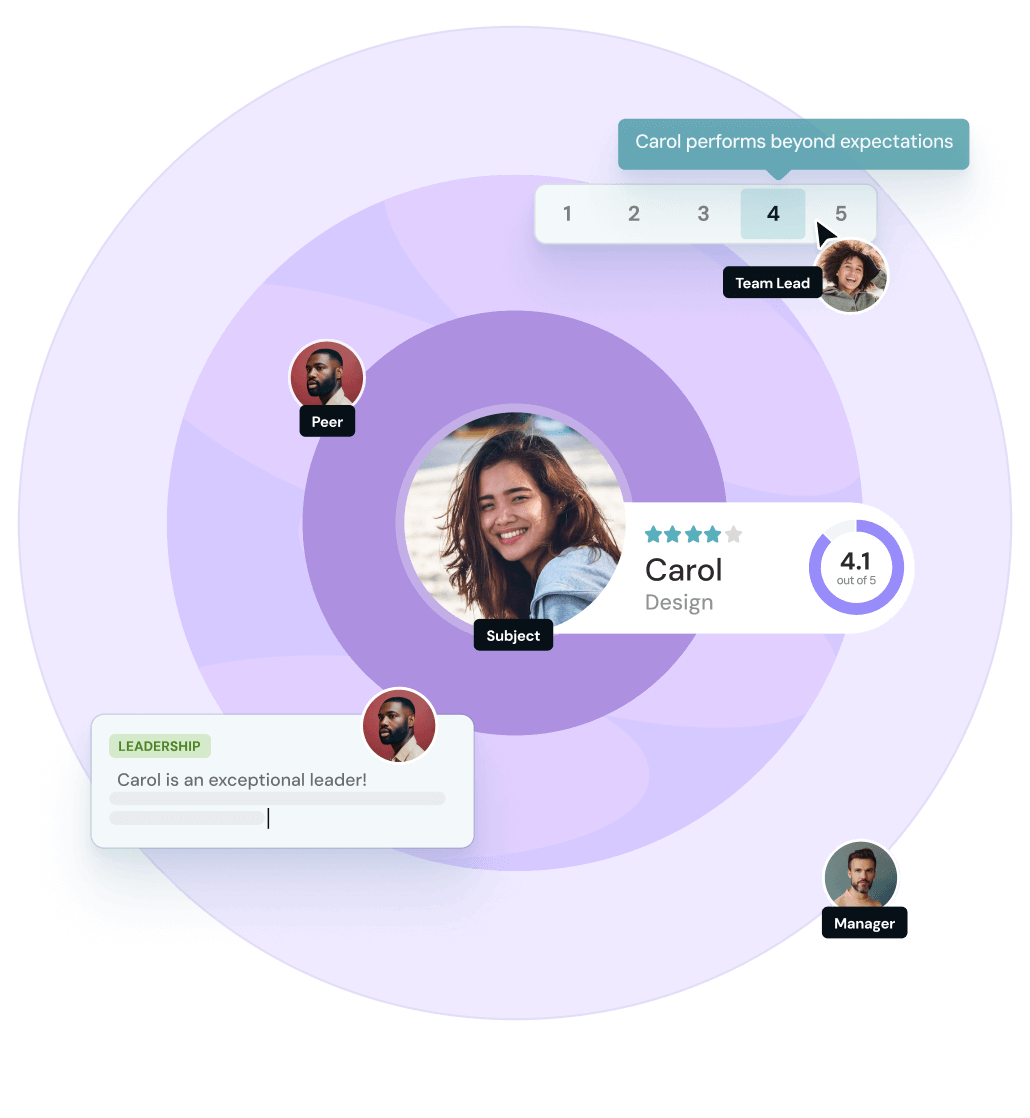 Carol performs beyond expectations
1 2 3 4 5
Team Lead
Peer
Carol
4.1
out of 5
Design
Subject
LEADERSHIP
Carol is an exceptional leader!
Manager